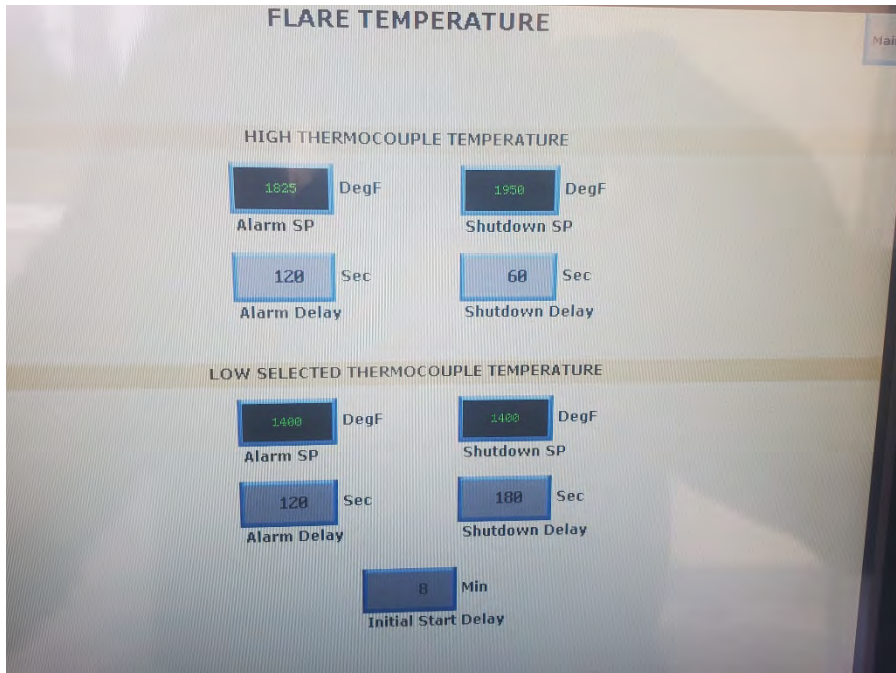 FLARE TEMPERATURE
HIGH THERMOCOUPLE TEMPERATURE
1825 DegF 1950 DegF
Alarm SP Shutdown SP
120 Sec 60 Sec
Alarm Delay Shutdown Delay
LOW SELECTED THERMOCOUPLE TEMPERATURE
1400 DegF 1400 DegF
Alarm SP Shutdown SP
120 Sec 180 Sec
Alarm Delay Shutdown Delay
8 Min
Initial Start Delay